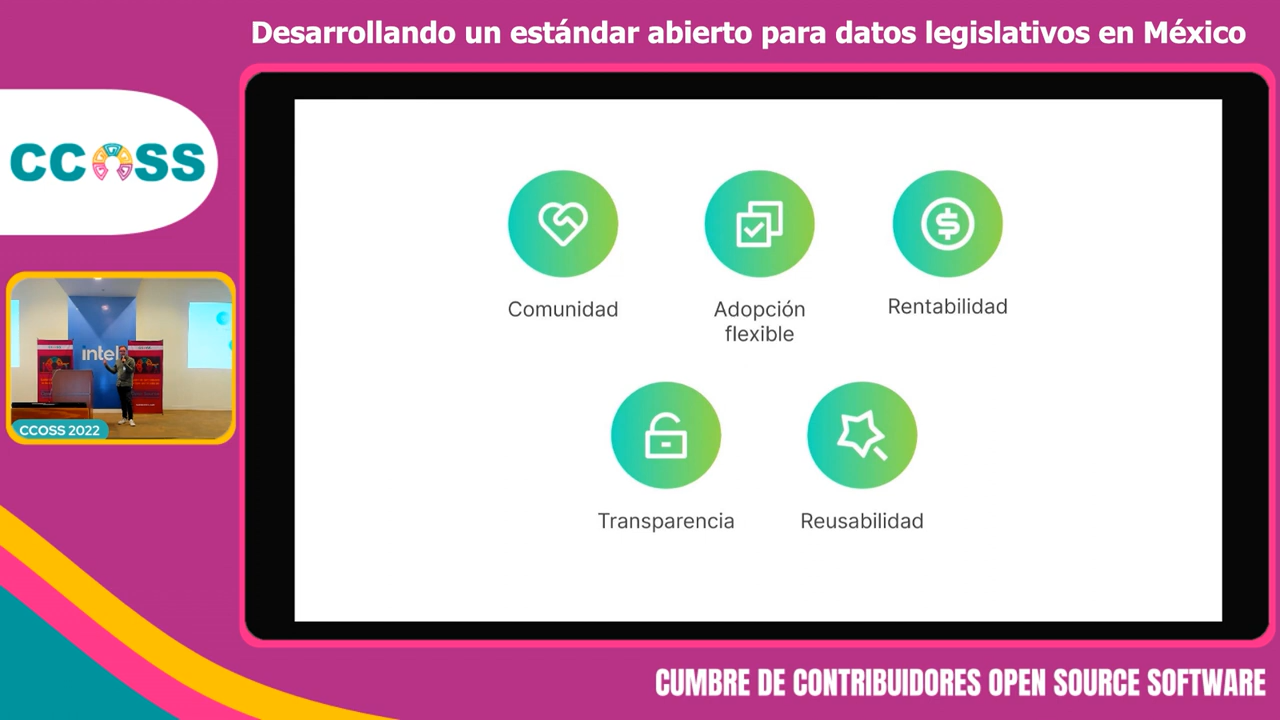 Desarrollando un estándar abierto para datos legislativos en México
CCOSS
intel
CCOSS 2022
Comunidad
Adopción
flexible
Rentabilidad
Transparencia
Reusabilidad
CUMBRE DE CONTRIBUIDORES OPEN SOURCE SOFTWARE